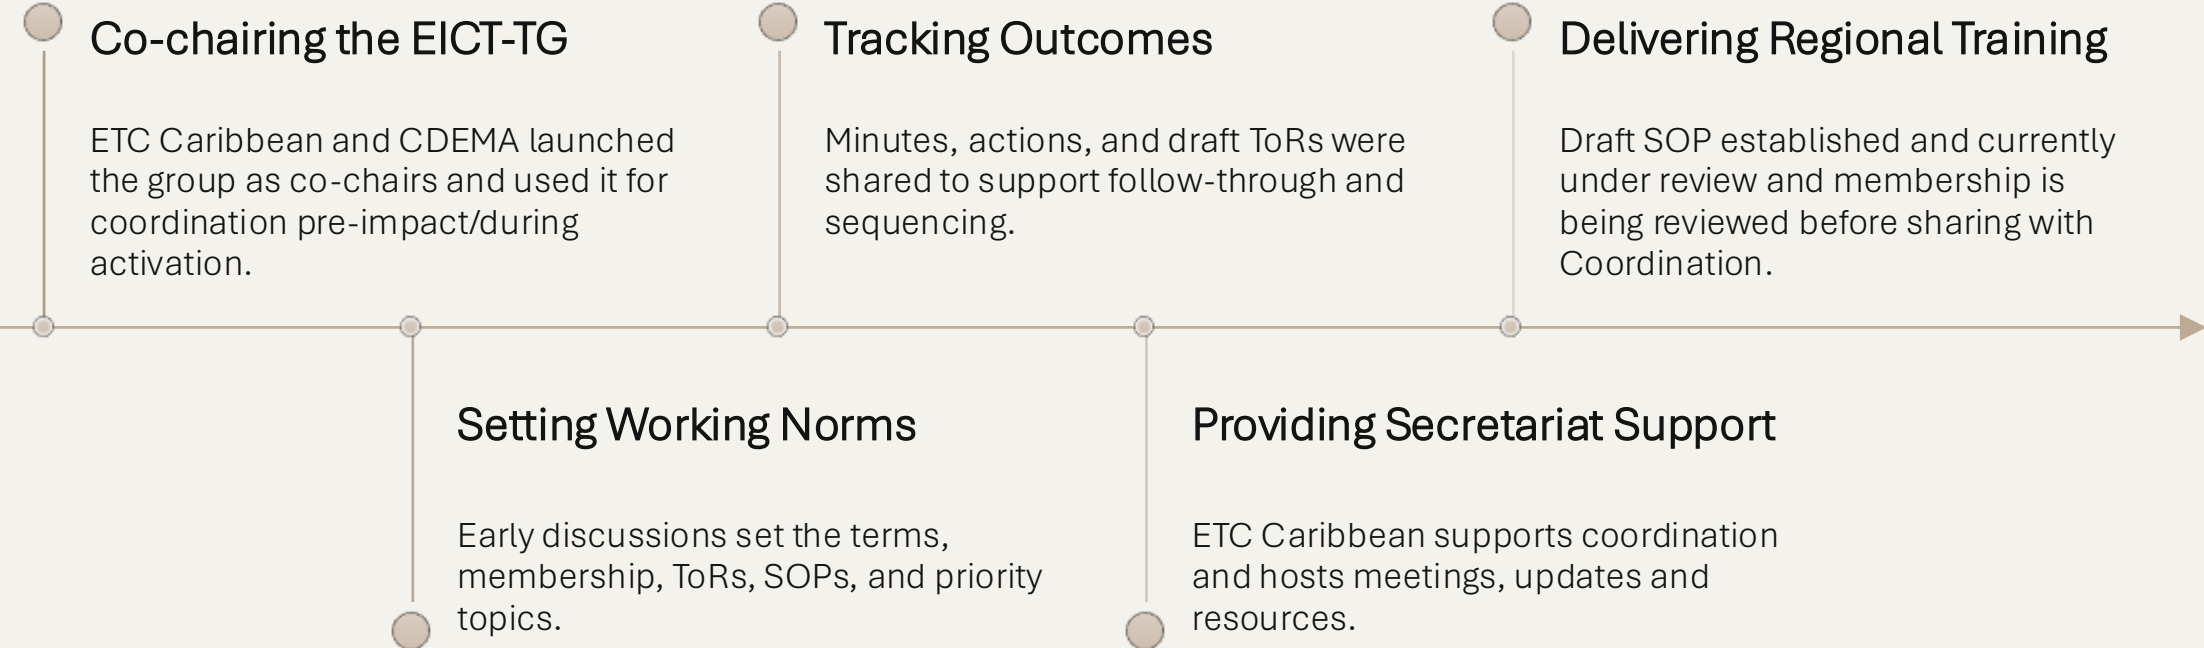 Co-chairing the EICT-TG
ETC Caribbean and CDEMA launched
the group as co-chairs and used it for
coordination pre-impact/during
activation.
Tracking Outcomes
Minutes, actions, and draft ToRs were
shared to support follow-through and
sequencing.
Delivering Regional Training
Draft SOP established and currently
under review and membership is
being reviewed before sharing with
Coordination.
Setting Working Norms
Early discussions set the terms,
membership, ToRs, SOPs, and priority
topics.
Providing Secretariat Support
ETC Caribbean supports coordination
and hosts meetings, updates and
resources.